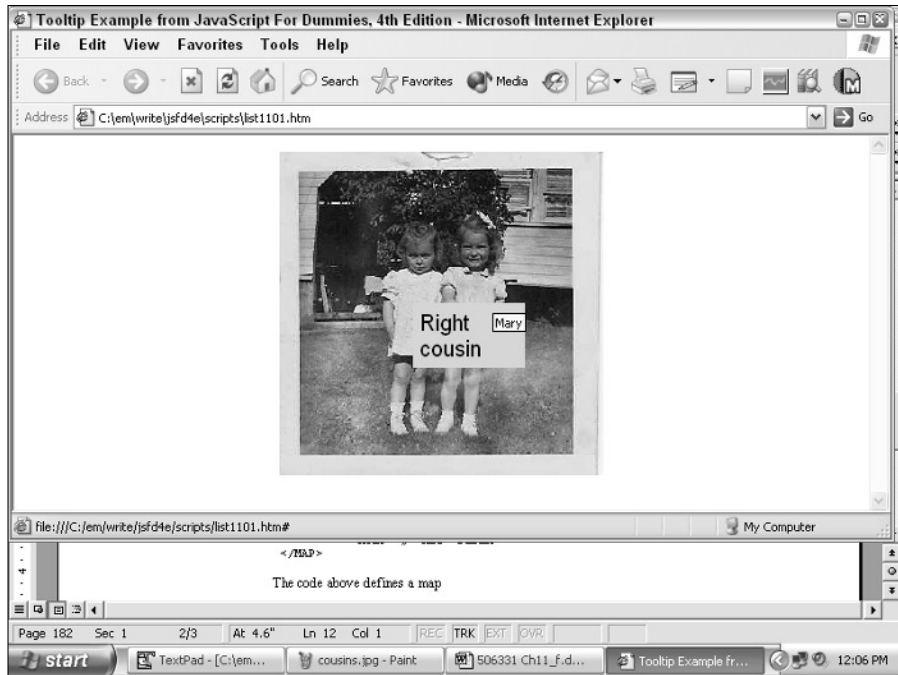 Tooltip Example from JavaScript For Dummies, 4th Edition - Microsoft Internet Explorer
File Edit View Favorites Tools Help
Back Search Favorites Media
Address C:\em\write\jsfd4e\scripts\list1101.htm Go
Right Mary
cousin
file:///C:/em/write/jsfd4e/scripts/list1101.htm# My Computer
</MAP>
The code above defines a map
Page 182 Sec 1 2/3 At 4.6" Ln 12 Col 1 REC TRK EXT OVR
start TextPad - [C:\em... cousins.jpg - Paint 506331 Ch11_f.d... Tooltip Example fr... 12:06 PM